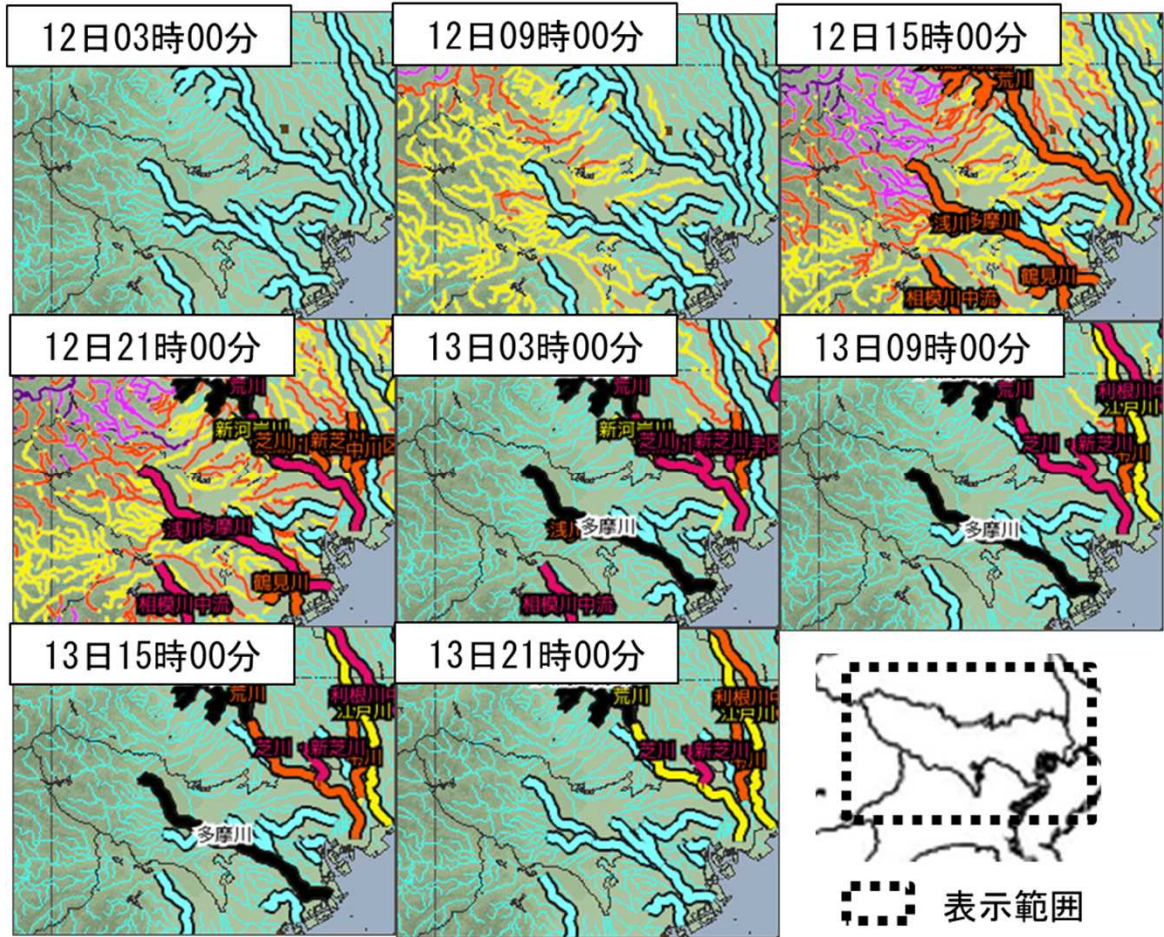 12日03時00分
12日09時00分
12日15時00分
荒川
浅川
多摩川
鶴見川
相模川中流
12日21時00分
荒川
新河岸川
芝川
新芝川
中川
浅川
多摩川
鶴見川
相模川中流
13日03時00分
荒川
新河岸川
芝川
新芝川
多摩川
相模川中流
13日09時00分
荒川
利根川中
江戸川
芝川
新芝川
多摩川
13日15時00分
荒川
利根川中
江戸川
芝川
新芝川
多摩川
13日21時00分
荒川
利根川中
江戸川
芝川
新芝川
表示範囲